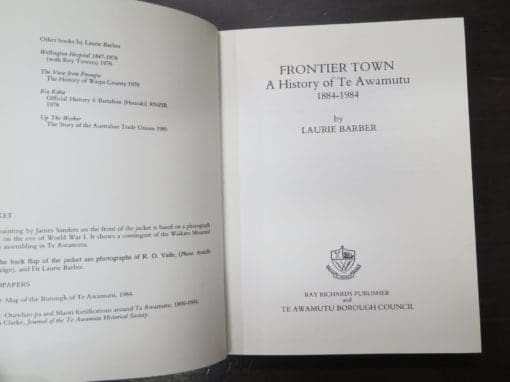 Other books by Laurie Barber
Wellington Hospital 1847-1976
(with Roy Towers) 1976
The View from Pirongia
The History of Waipa County 1978
Kia Kaha
Official History 6 Battalion (Hauraki) RNZIR
1978
Up The Worker
The Story of the Australian Trade Unions 1980
KET
painting by James Sanders on the front of the jacket is based on a photograph
on the eve of World War I. It shows a contingent of the Waikato Mounted
assembling in Te Awamutu.
the back flap of the jacket are photographs of R. O. Vaile, (Photo:
and Dr Laurie Barber.
PAPERS
Map of the Borough of Te Awamutu, 1984.
Otawhao pa and Maori fortifications around Te Awamutu,
Clarke, Journal of the Te Awamutu Historical Society.
FRONTIER TOWN
A History of Te Awamutu
1884-1984
by
LAURIE BARBER
RAY RICHARDS PUBLISHER
and
TE AWAMUTU BOROUGH COUNCIL